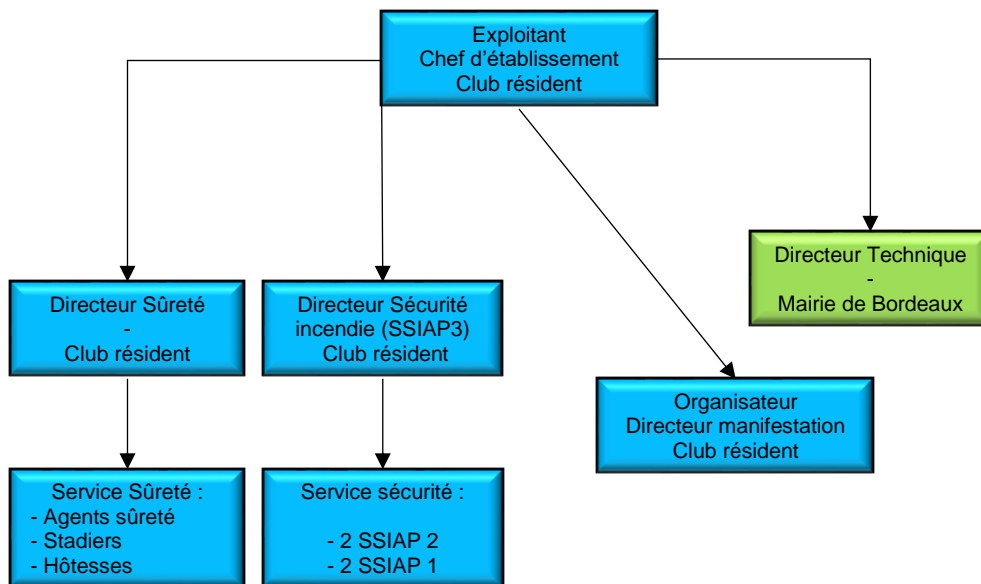 Exploitant
Chef d'établissement
Club résident
Directeur Technique
-
Mairie de Bordeaux
Directeur Sûreté
-
Club résident
Directeur Sécurité
incendie (SSIAP3)
Club résident
Organisateur
Directeur manifestation
Club résident
Service Sûreté :
- Agents sûreté
- Stadiers
- Hôtesses
Service sécurité :
- 2 SSIAP 2
- 2 SSIAP 1